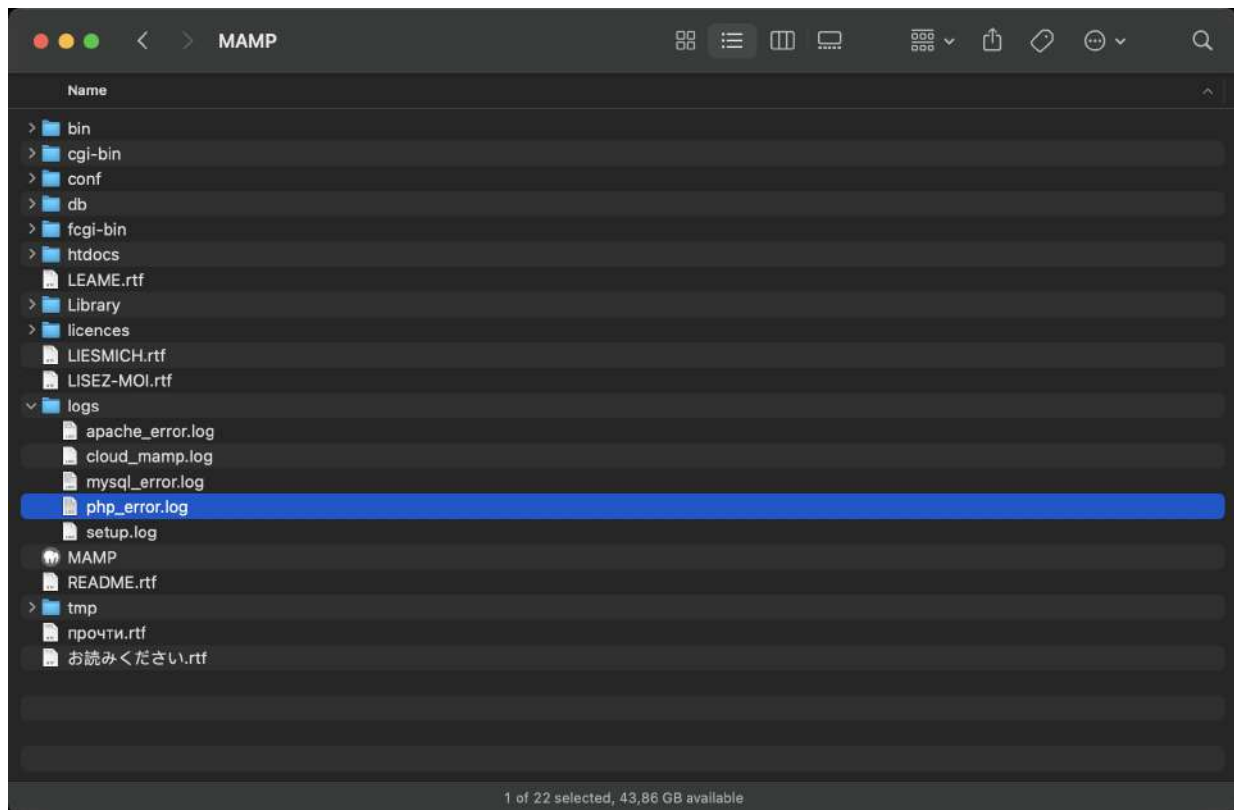 MAMP
Name
bin
cgi-bin
conf
db
fcgi-bin
htdocs
LEAME.rtf
Library
licences
LIESMICH.rtf
LISEZ-MOI.rtf
logs
apache_error.log
cloud_mamp.log
mysql_error.log
php_error.log
setup.log
MAMP
README.rtf
tmp
прочти.rtf
お読みください.rtf
1 of 22 selected, 43,86 GB available